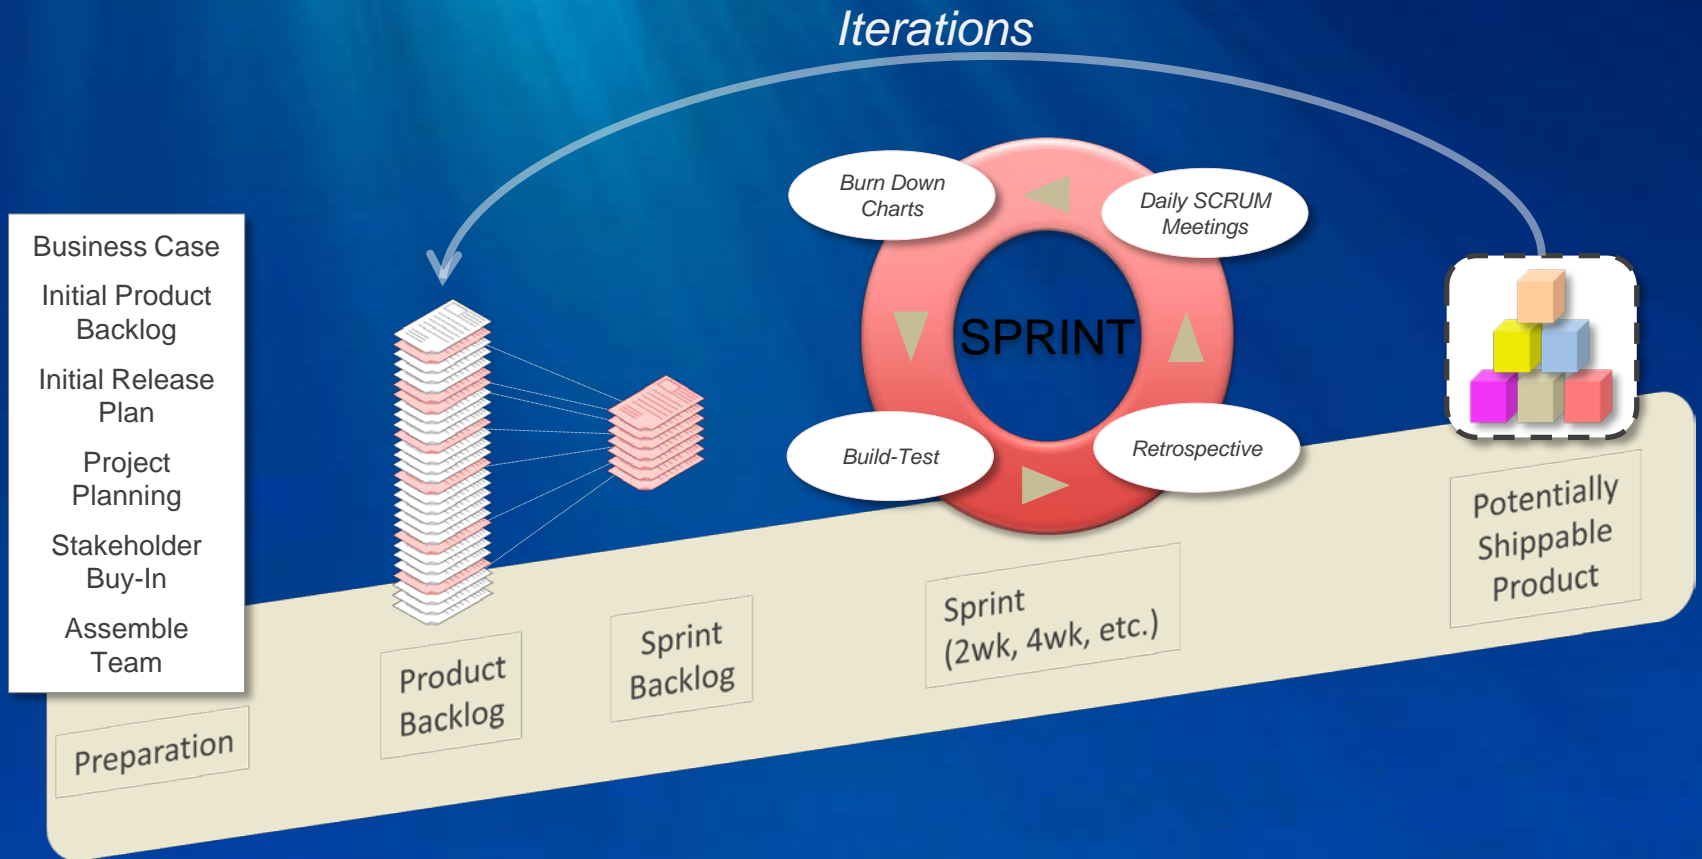 Iterations
Business Case
Initial Product
Backlog
Initial Release
Plan
Project
Planning
Stakeholder
Buy-In
Assemble
Team
Burn Down
Charts
Daily SCRUM
Meetings
SPRINT
Build-Test
Retrospective
Preparation
Product
Backlog
Sprint
Backlog
Sprint
(2wk, 4wk, etc.)
Potentially
Shippable
Product